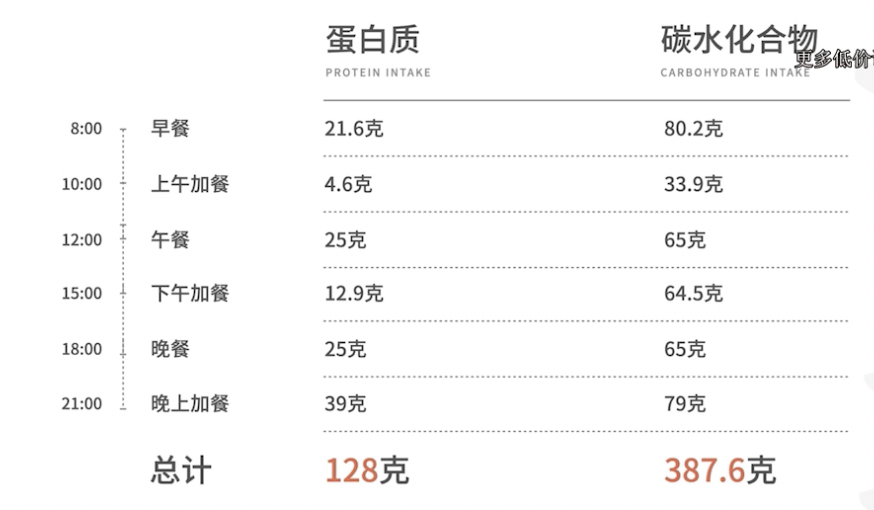 蛋白质 碳水化合物
更多低价
PROTEIN INTAKE CARBOHYDRATE INTAKE
8:00 早餐 21.6克 80.2克
10:00 上午加餐 4.6克 33.9克
12:00 午餐 25克 65克
15:00 下午加餐 12.9克 64.5克
18:00 晚餐 25克 65克
21:00 晚上加餐 39克 79克
总计 128克 387.6克